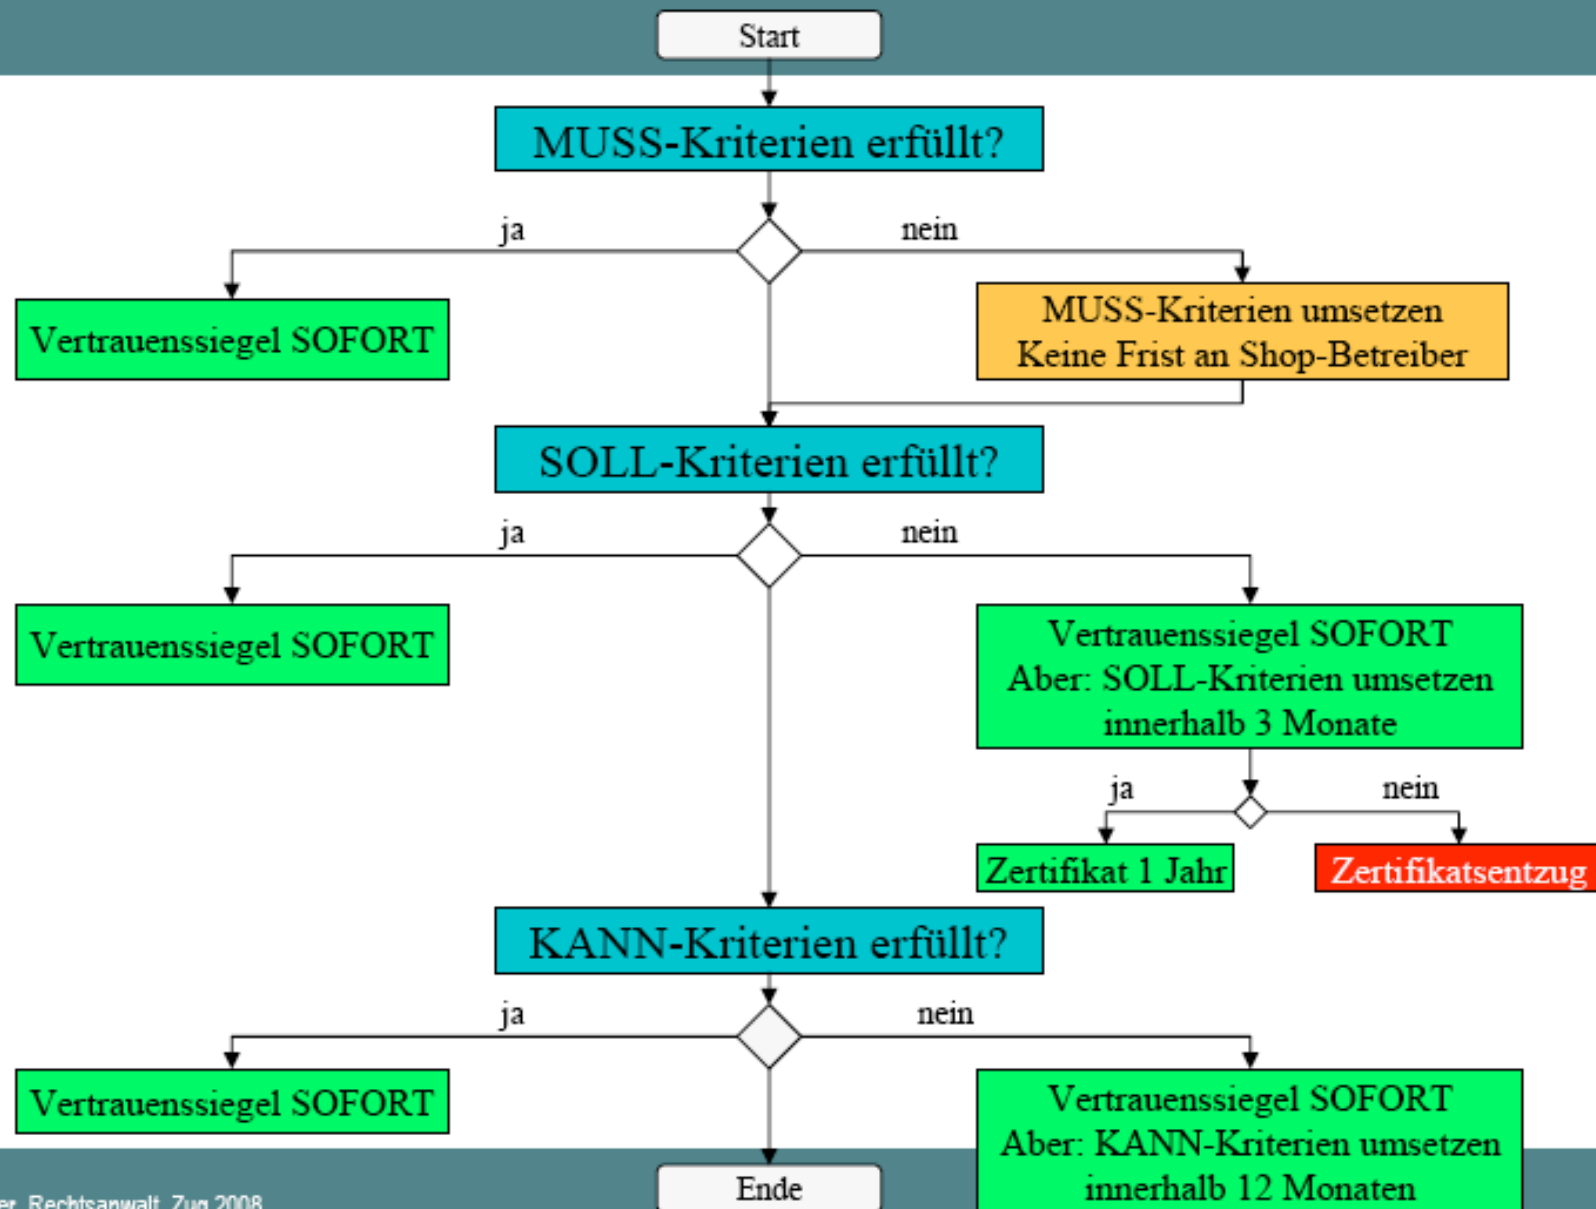 Start
MUSS-Kriterien erfüllt?
ja
nein
Vertrauenssiegel SOFORT
MUSS-Kriterien umsetzen
Keine Frist an Shop-Betreiber
SOLL-Kriterien erfüllt?
ja
nein
Vertrauenssiegel SOFORT
Vertrauenssiegel SOFORT
Aber: SOLL-Kriterien umsetzen
innerhalb 3 Monate
ja
nein
Zertifikat 1 Jahr
Zertifikatsentzug
KANN-Kriterien erfüllt?
ja
nein
Vertrauenssiegel SOFORT
Vertrauenssiegel SOFORT
Aber: KANN-Kriterien umsetzen
innerhalb 12 Monaten
Ende
Rechtsanwalt, Zug 2008